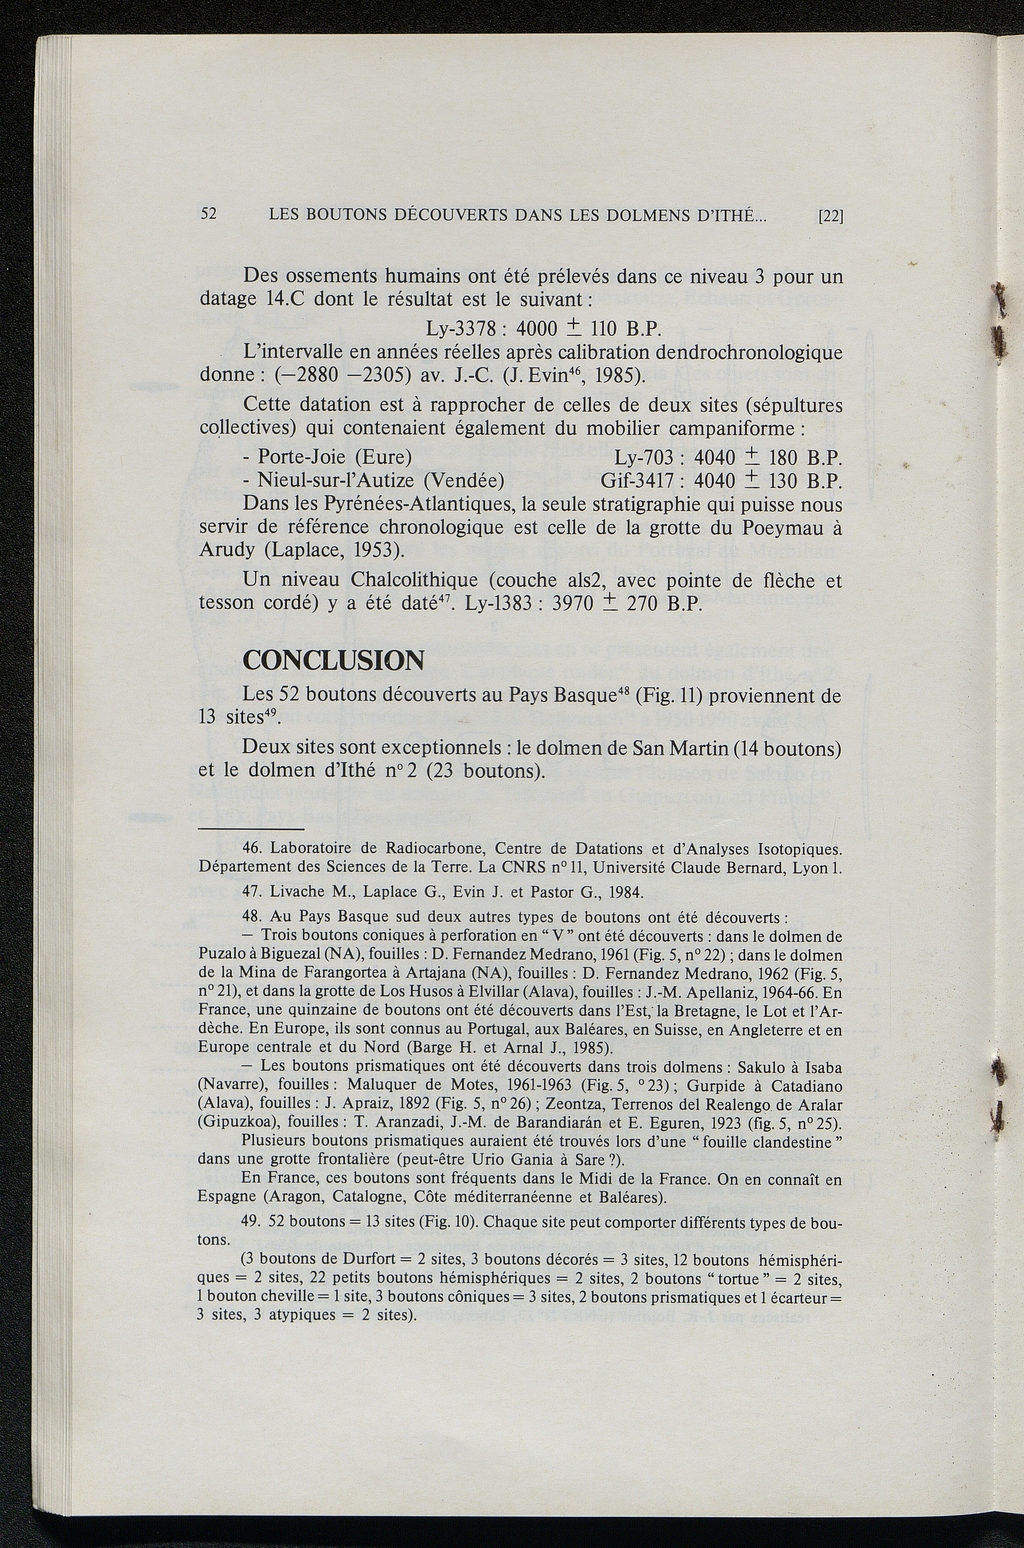 52 LES BOUTONS DÉCOUVERTS DANS LES DOLMENS D'ITHÉ... [22]
Des ossements humains ont été prélevés dans ce niveau 3 pour un
datage 14.C dont le résultat est le suivant :
Ly-3378 : 4000 ± 110 B.P.
L'intervalle en années réelles après calibration dendrochronologique
donne : (—2880 —2305) av. J.-C. (J. Evin⁴⁶, 1985).
Cette datation est à rapprocher de celles de deux sites (sépultures
collectives) qui contenaient également du mobilier campaniforme :
- Porte-Joie (Eure) Ly-703 : 4040 ± 180 B.P.
- Nieul-sur-l'Autize (Vendée) Gif-3417 : 4040 ± 130 B.P.
Dans les Pyrénées-Atlantiques, la seule stratigraphie qui puisse nous
servir de référence chronologique est celle de la grotte du Poeymau à
Arudy (Laplace, 1953).
Un niveau Chalcolithique (couche als2, avec pointe de flèche et
tesson cordé) y a été daté⁴⁷. Ly-1383 : 3970 ± 270 B.P.
CONCLUSION
Les 52 boutons découverts au Pays Basque⁴⁸ (Fig. 11) proviennent de
13 sites⁴⁹.
Deux sites sont exceptionnels : le dolmen de San Martin (14 boutons)
et le dolmen d'Ithé n° 2 (23 boutons).
46. Laboratoire de Radiocarbone, Centre de Datations et d'Analyses Isotopiques.
Département des Sciences de la Terre. La CNRS n° 11, Université Claude Bernard, Lyon 1.
47. Livache M., Laplace G., Evin J. et Pastor G., 1984.
48. Au Pays Basque sud deux autres types de boutons ont été découverts :
— Trois boutons coniques à perforation en “ V ” ont été découverts : dans le dolmen de
Puzalo à Biguezal (NA), fouilles : D. Fernandez Medrano, 1961 (Fig. 5, n° 22) ; dans le dolmen
de la Mina de Farangortea à Artajana (NA), fouilles : D. Fernandez Medrano, 1962 (Fig. 5,
n° 21), et dans la grotte de Los Husos à Elvillar (Alava), fouilles : J.-M. Apellaniz, 1964-66. En
France, une quinzaine de boutons ont été découverts dans l'Est, la Bretagne, le Lot et l'Ar-
dèche. En Europe, ils sont connus au Portugal, aux Baléares, en Suisse, en Angleterre et en
Europe centrale et du Nord (Barge H. et Arnal J., 1985).
— Les boutons prismatiques ont été découverts dans trois dolmens : Sakulo à Isaba
(Navarre), fouilles : Maluquer de Motes, 1961-1963 (Fig. 5, °23) ; Gurpide à Catadiano
(Alava), fouilles : J. Apraiz, 1892 (Fig. 5, n° 26) ; Zeontza, Terrenos del Realengo de Aralar
(Gipuzkoa), fouilles : T. Aranzadi, J.-M. de Barandiarán et E. Eguren, 1923 (fig. 5, n° 25).
Plusieurs boutons prismatiques auraient été trouvés lors d'une “ fouille clandestine ”
dans une grotte frontalière (peut-être Urio Gania à Sare ?).
En France, ces boutons sont fréquents dans le Midi de la France. On en connaît en
Espagne (Aragon, Catalogne, Côte méditerranéenne et Baléares).
49. 52 boutons = 13 sites (Fig. 10). Chaque site peut comporter différents types de bou-
tons.
(3 boutons de Durfort = 2 sites, 3 boutons décorés = 3 sites, 12 boutons hémisphéri-
ques = 2 sites, 22 petits boutons hémisphériques = 2 sites, 2 boutons “ tortue ” = 2 sites,
1 bouton cheville = 1 site, 3 boutons côniques = 3 sites, 2 boutons prismatiques et 1 écarteur =
3 sites, 3 atypiques = 2 sites).